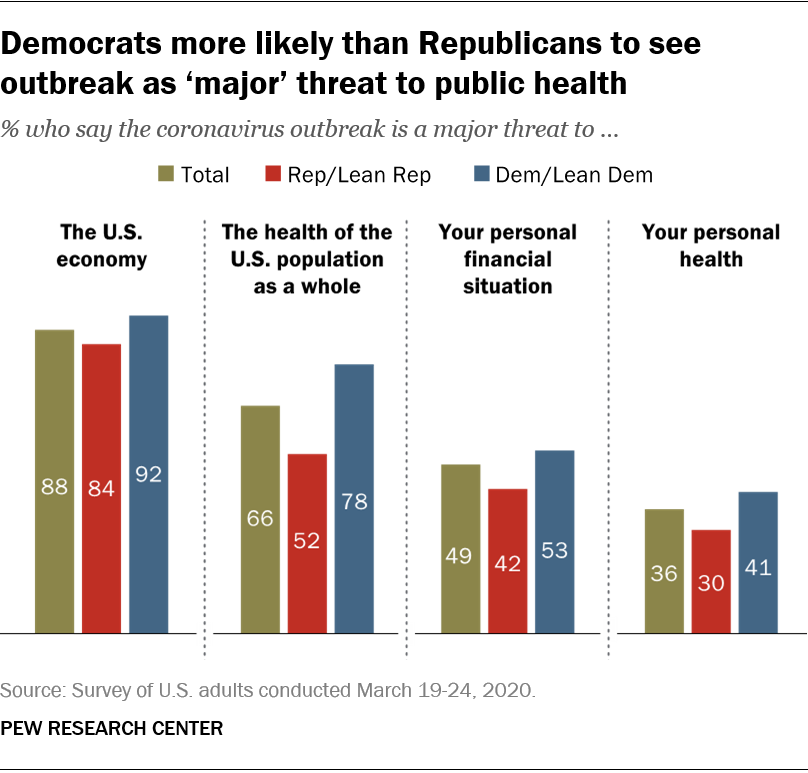 Democrats more likely than Republicans to see
outbreak as ‘major’ threat to public health
% who say the coronavirus outbreak is a major threat to ...
Total
Rep/Lean Rep
Dem/Lean Dem
The U.S.
economy
88
84
92
The health of the
U.S. population
as a whole
66
52
78
Your personal
financial
situation
49
42
53
Your personal
health
36
30
41
Source: Survey of U.S. adults conducted March 19-24, 2020.
PEW RESEARCH CENTER